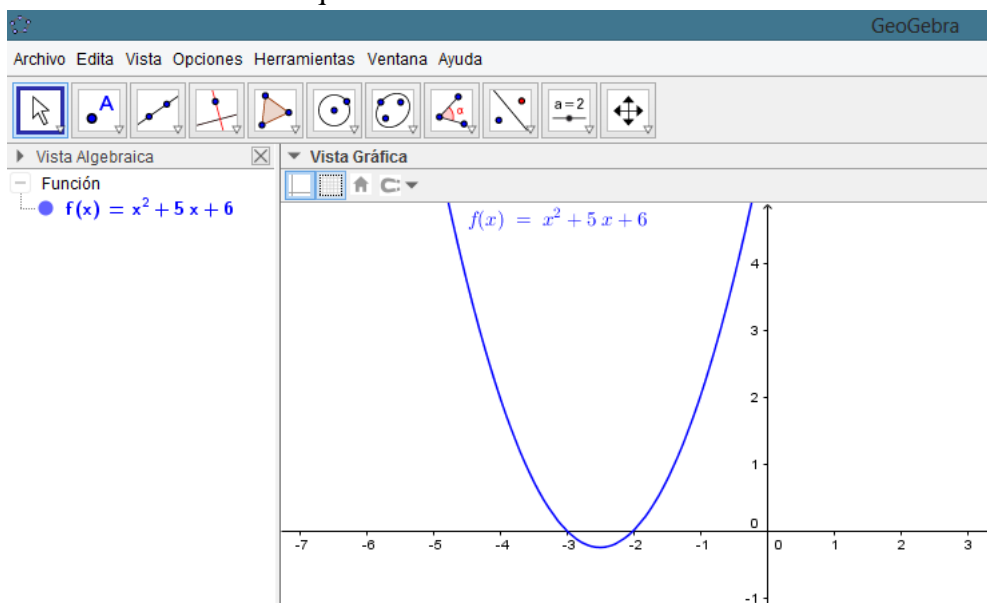 GeoGebra
Archivo Edita Vista Opciones Herramientas Ventana Ayuda
A
α
a = 2
Vista Algebraica
Vista Gráfica
Función
f(x) = x² + 5 x + 6
f(x) = x² + 5 x + 6
4
3
2
1
0
-7 -6 -5 -4 -3 -2 -1 0 1 2 3
-1